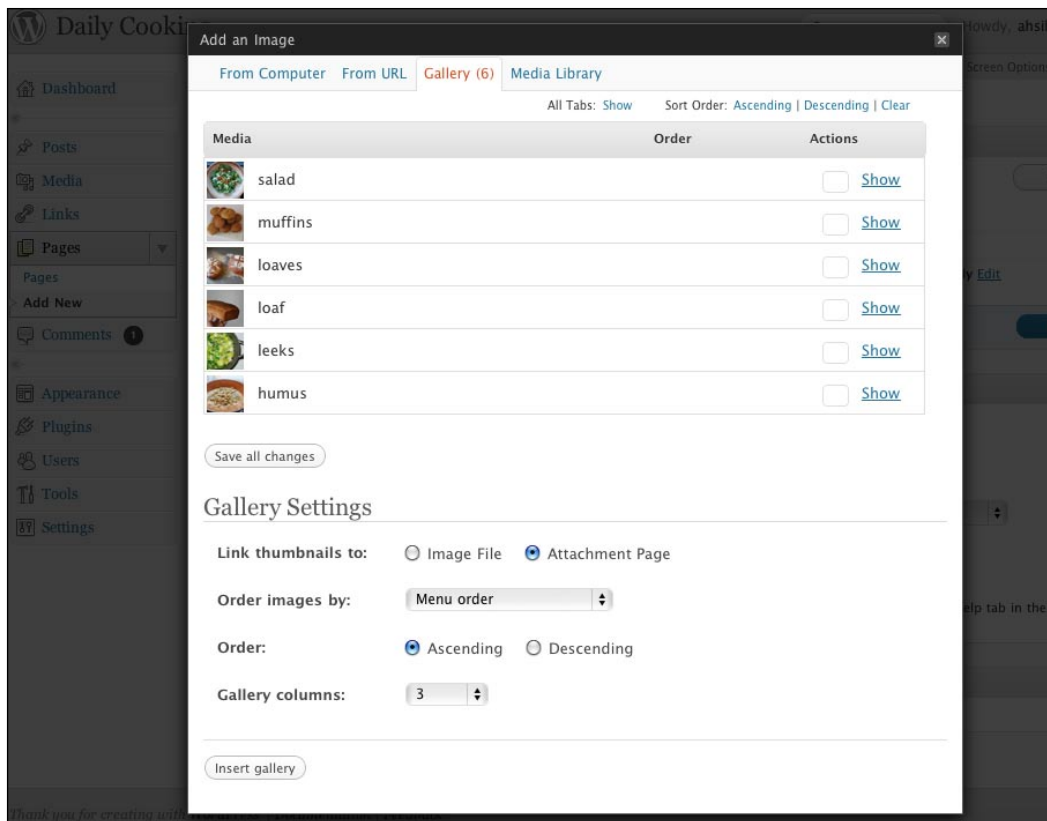 Daily Cooki
Howdy, ahsil
Screen Option
Dashboard
Posts
Media
Links
Pages
Pages
Add New
Comments 1
Appearance
Plugins
Users
Tools
Settings
Add an Image
From Computer From URL Gallery (6) Media Library
All Tabs: Show Sort Order: Ascending | Descending | Clear
Media Order Actions
salad Show
muffins Show
loaves Show
loaf Show
leeks Show
humus Show
Save all changes
Gallery Settings
Link thumbnails to: Image File Attachment Page
Order images by: Menu order
Order: Ascending Descending
Gallery columns: 3
Insert gallery
y Edit
elp tab in the
Thank you for creating with